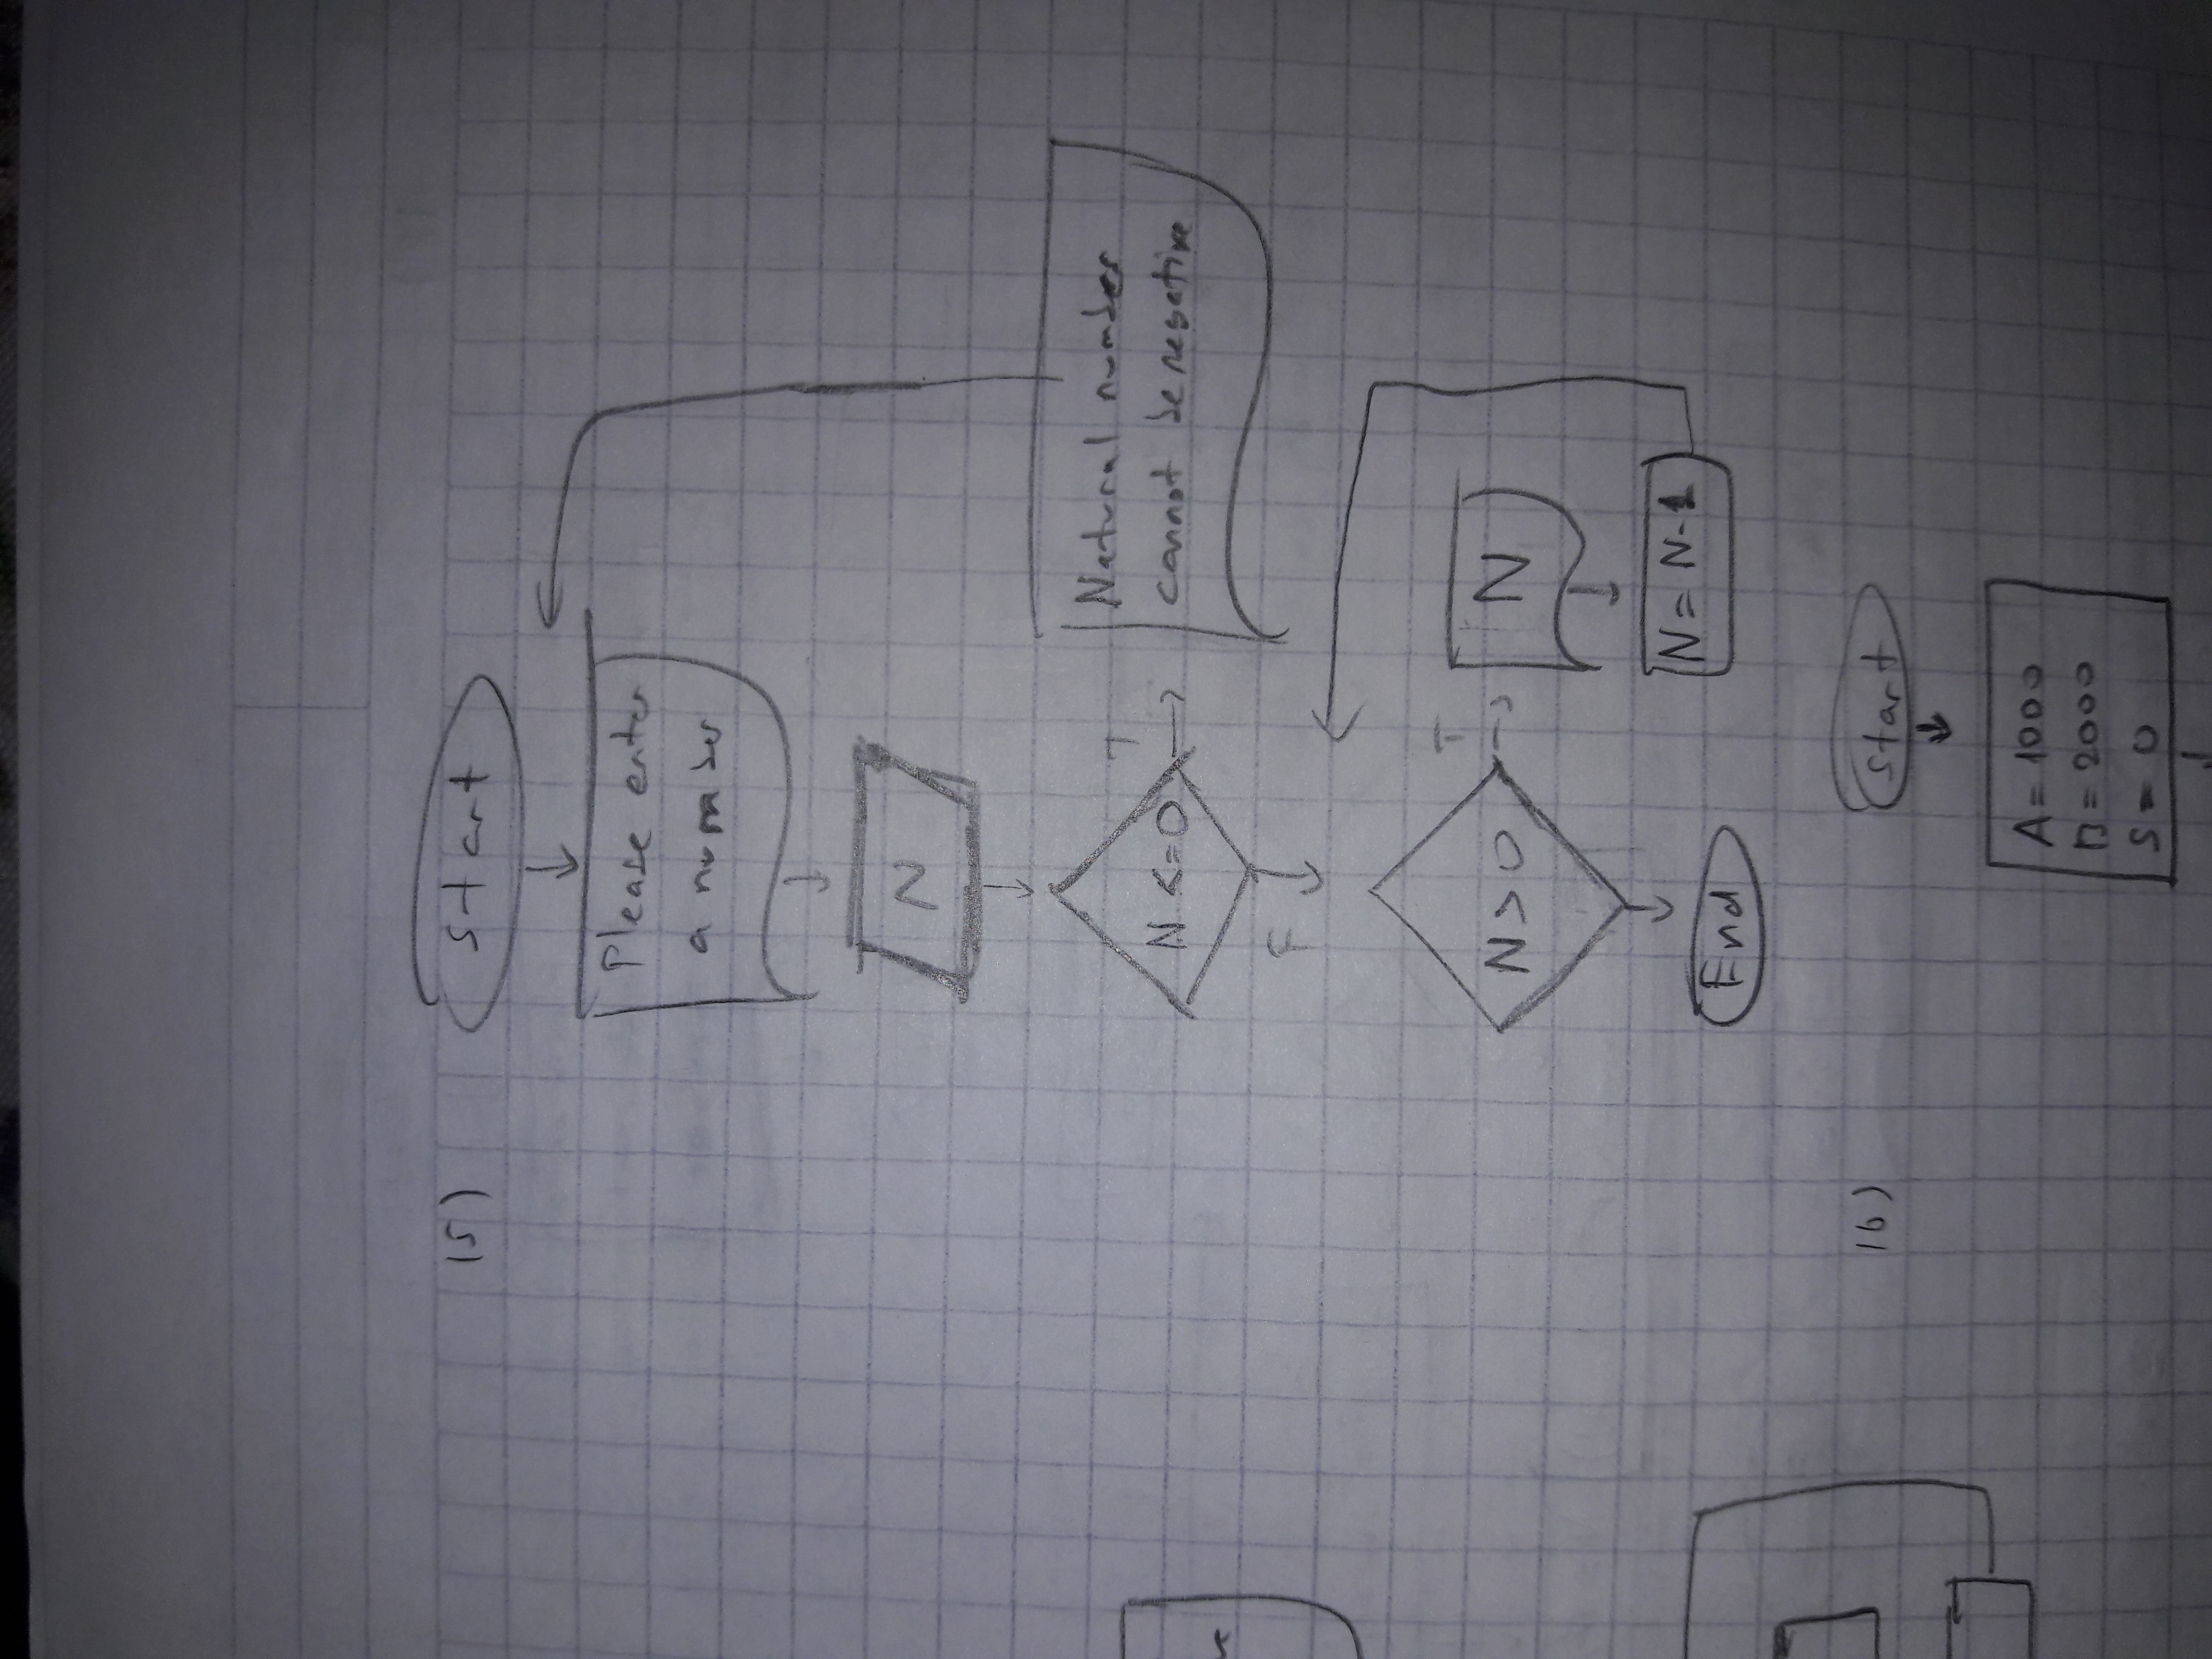 15)
Start
Please enter
a number
N
N <= 0
T
Natural number
cannot be negative
F
N > 0
T
N
N = N-1
End
16)
Start
A = 1000
B = 2000
S = 0